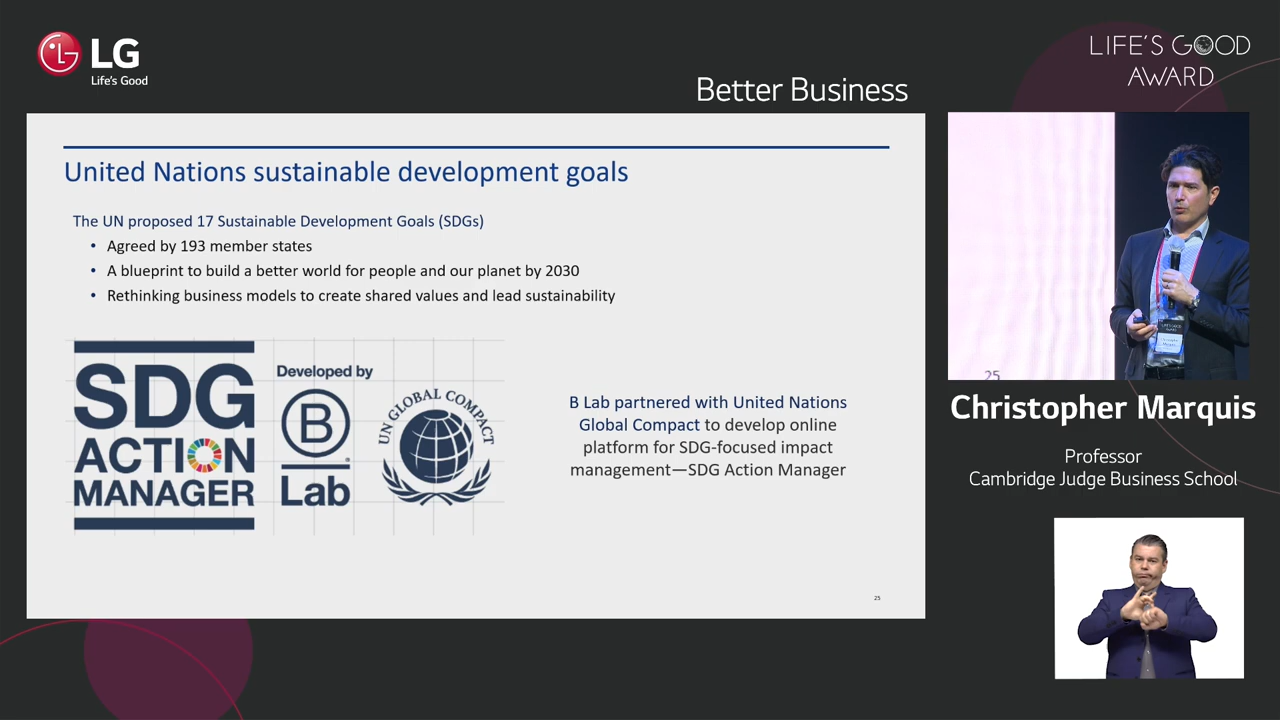 LG
Life's Good
LIFE'S GOOD
AWARD
Better Business
United Nations sustainable development goals
The UN proposed 17 Sustainable Development Goals (SDGs)
• Agreed by 193 member states
• A blueprint to build a better world for people and our planet by 2030
• Rethinking business models to create shared values and lead sustainability
SDG
ACTION
MANAGER
Developed by
B
Lab
UN GLOBAL COMPACT
B Lab partnered with United Nations
Global Compact to develop online
platform for SDG-focused impact
management—SDG Action Manager
25
25
LIFE'S GOOD
AWARD
Christopher Marquis
Professor
Cambridge Judge Business School